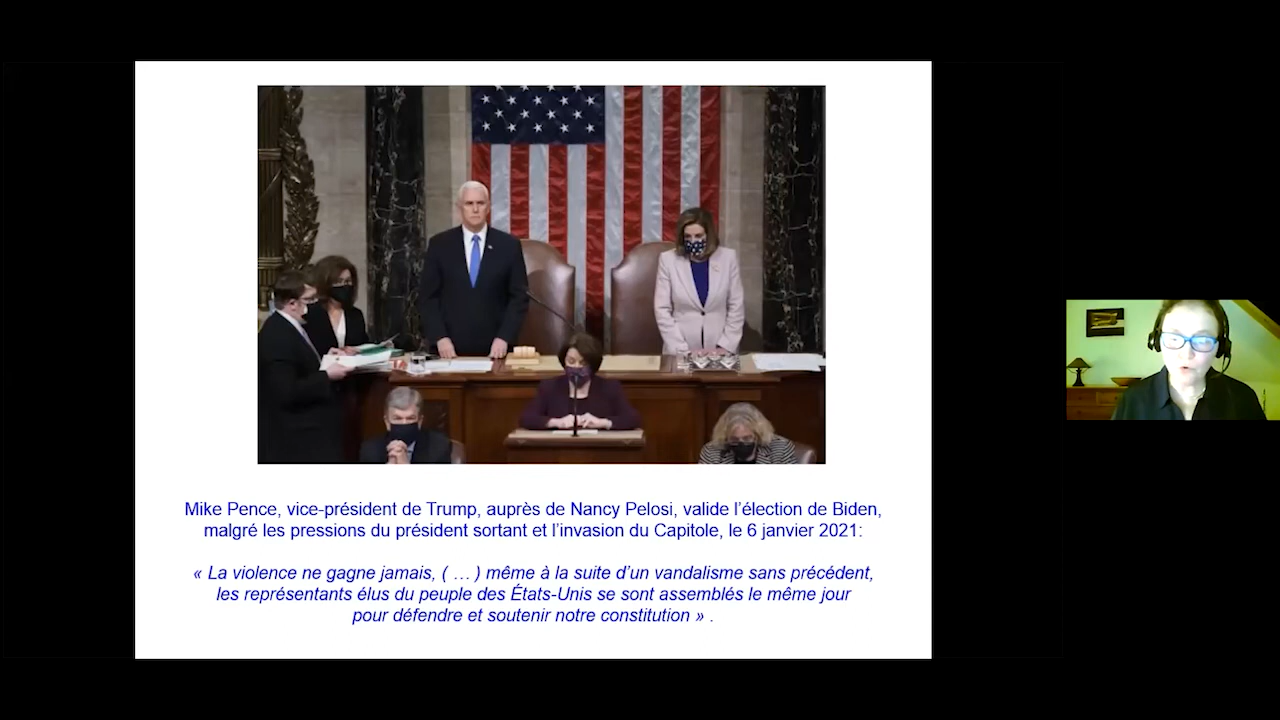 Mike Pence, vice-président de Trump, auprès de Nancy Pelosi, valide l’élection de Biden,
malgré les pressions du président sortant et l’invasion du Capitole, le 6 janvier 2021:
« La violence ne gagne jamais, ( … ) même à la suite d’un vandalisme sans précédent,
les représentants élus du peuple des États-Unis se sont assemblés le même jour
pour défendre et soutenir notre constitution » .